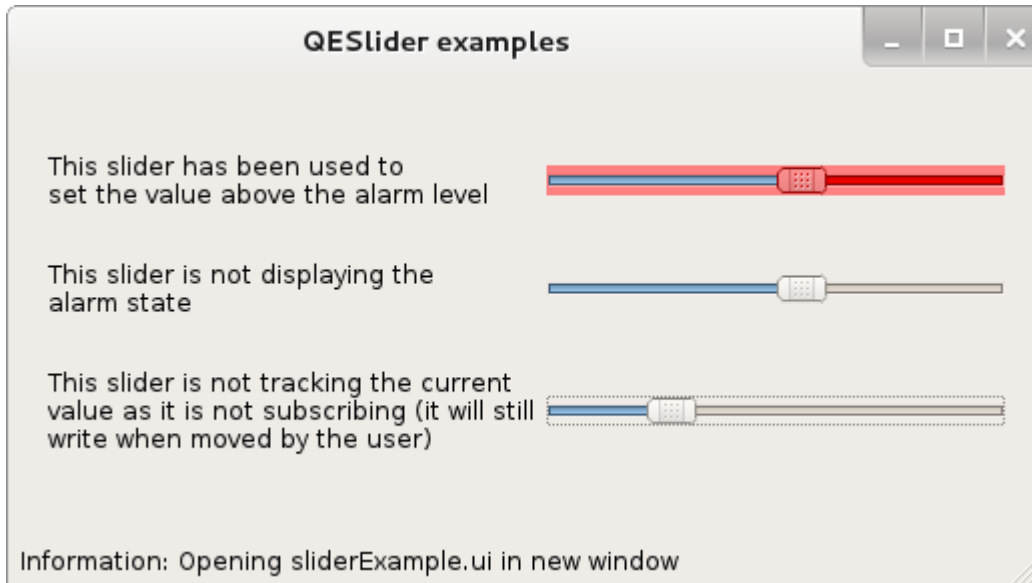 QESlider examples
This slider has been used to
set the value above the alarm level
This slider is not displaying the
alarm state
This slider is not tracking the current
value as it is not subscribing (it will still
write when moved by the user)
Information: Opening sliderExample.ui in new window